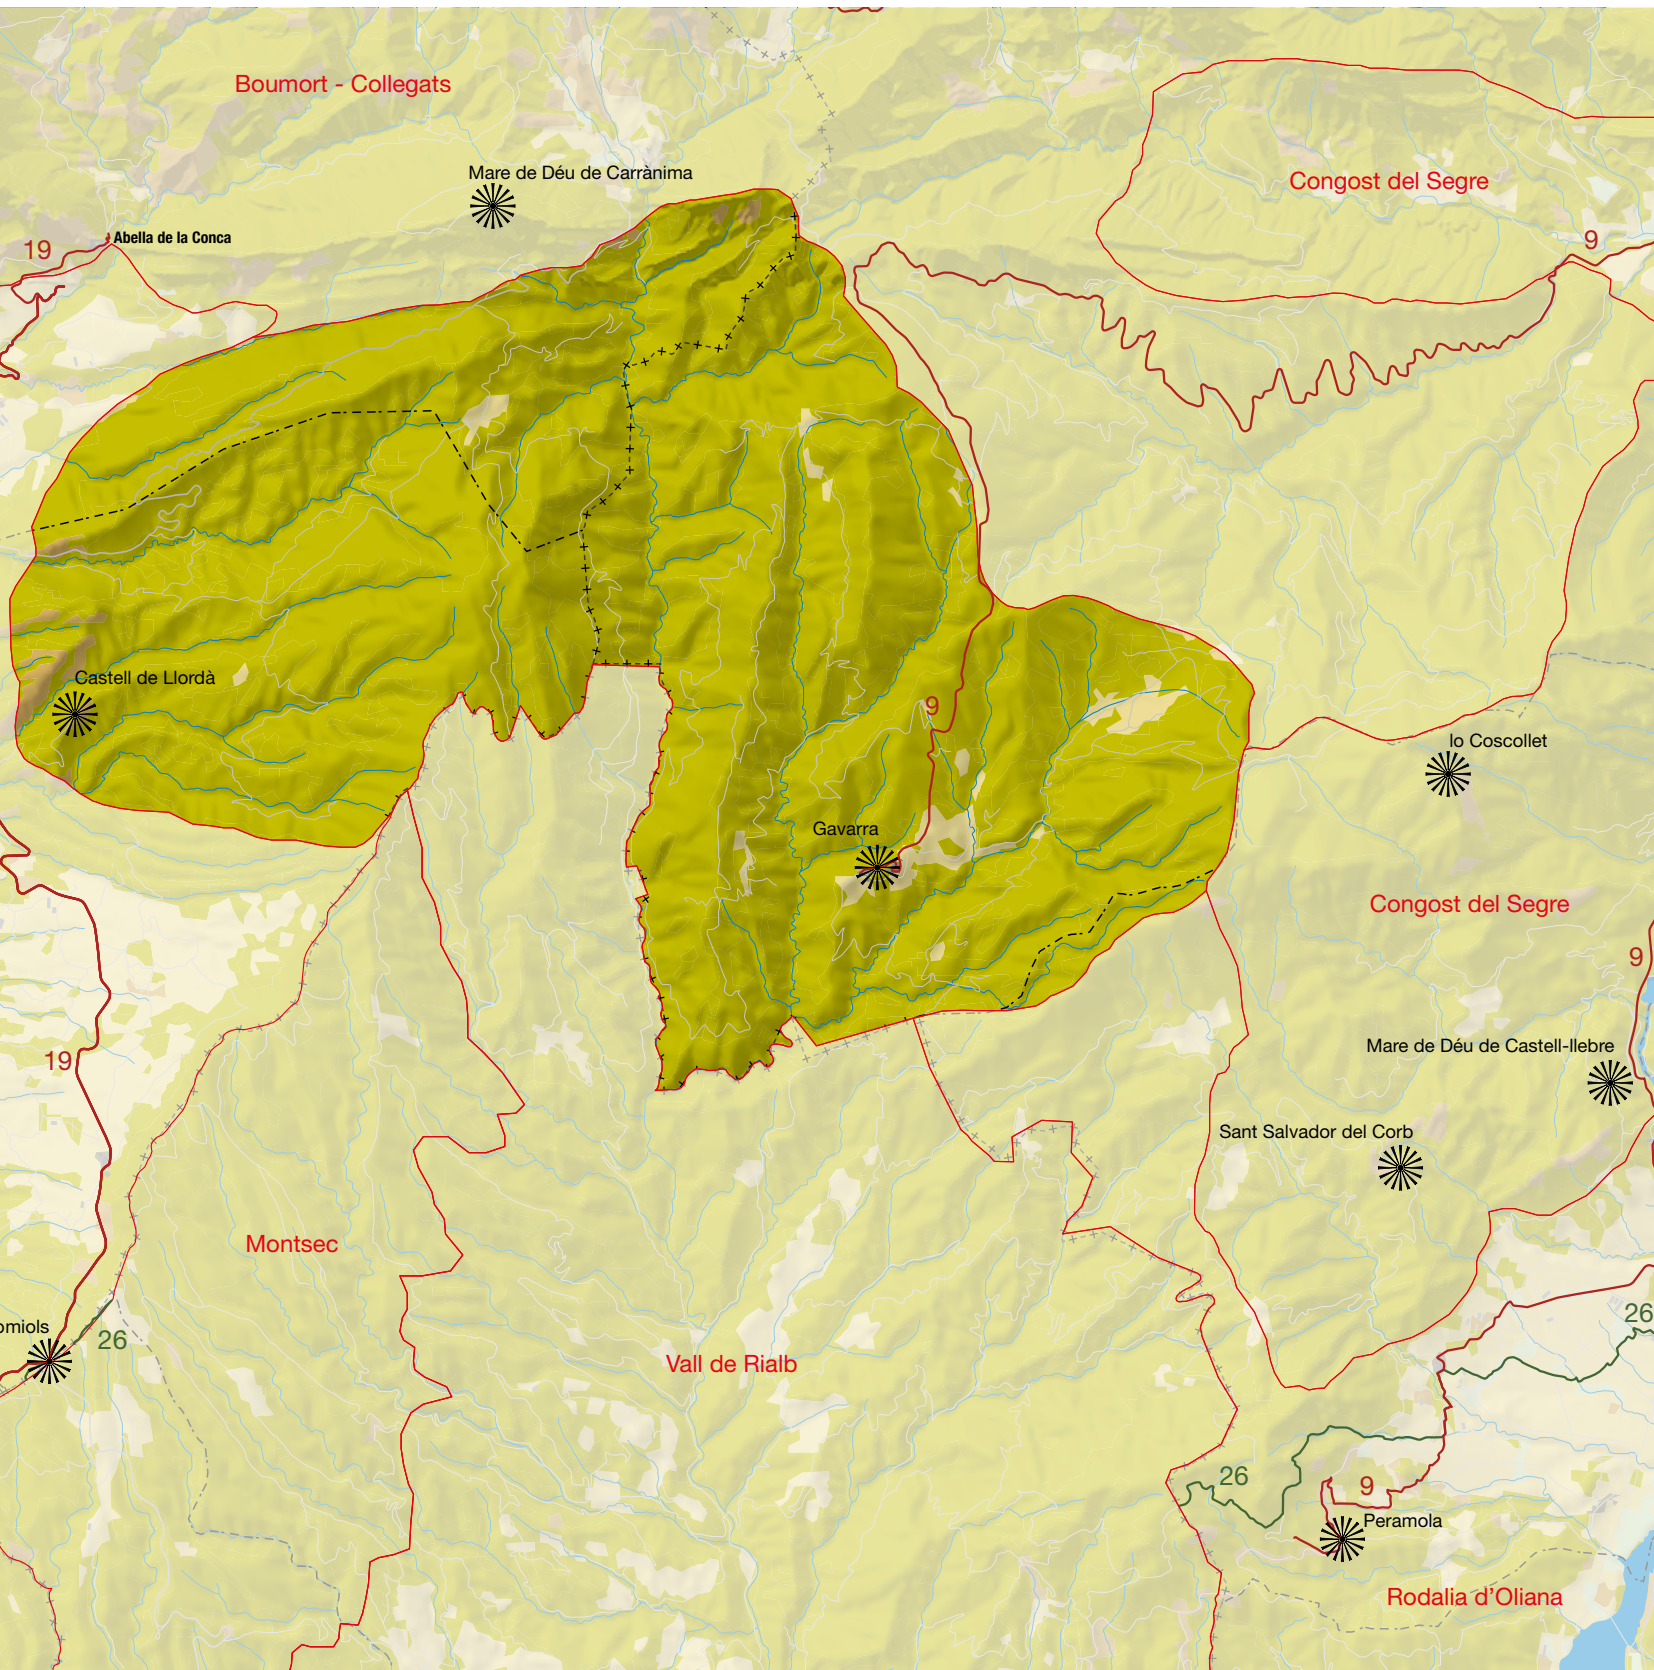 Boumort - Collegats
Mare de Déu de Carrànima
Congost del Segre
Abella de la Conca
19
9
Castell de Llordà
9
lo Coscollet
Gavarra
Congost del Segre
9
19
Mare de Déu de Castell-llebre
Sant Salvador del Corb
Montsec
omiols
26
26
Vall de Rialb
26
9
Peramola
Rodalia d'Oliana